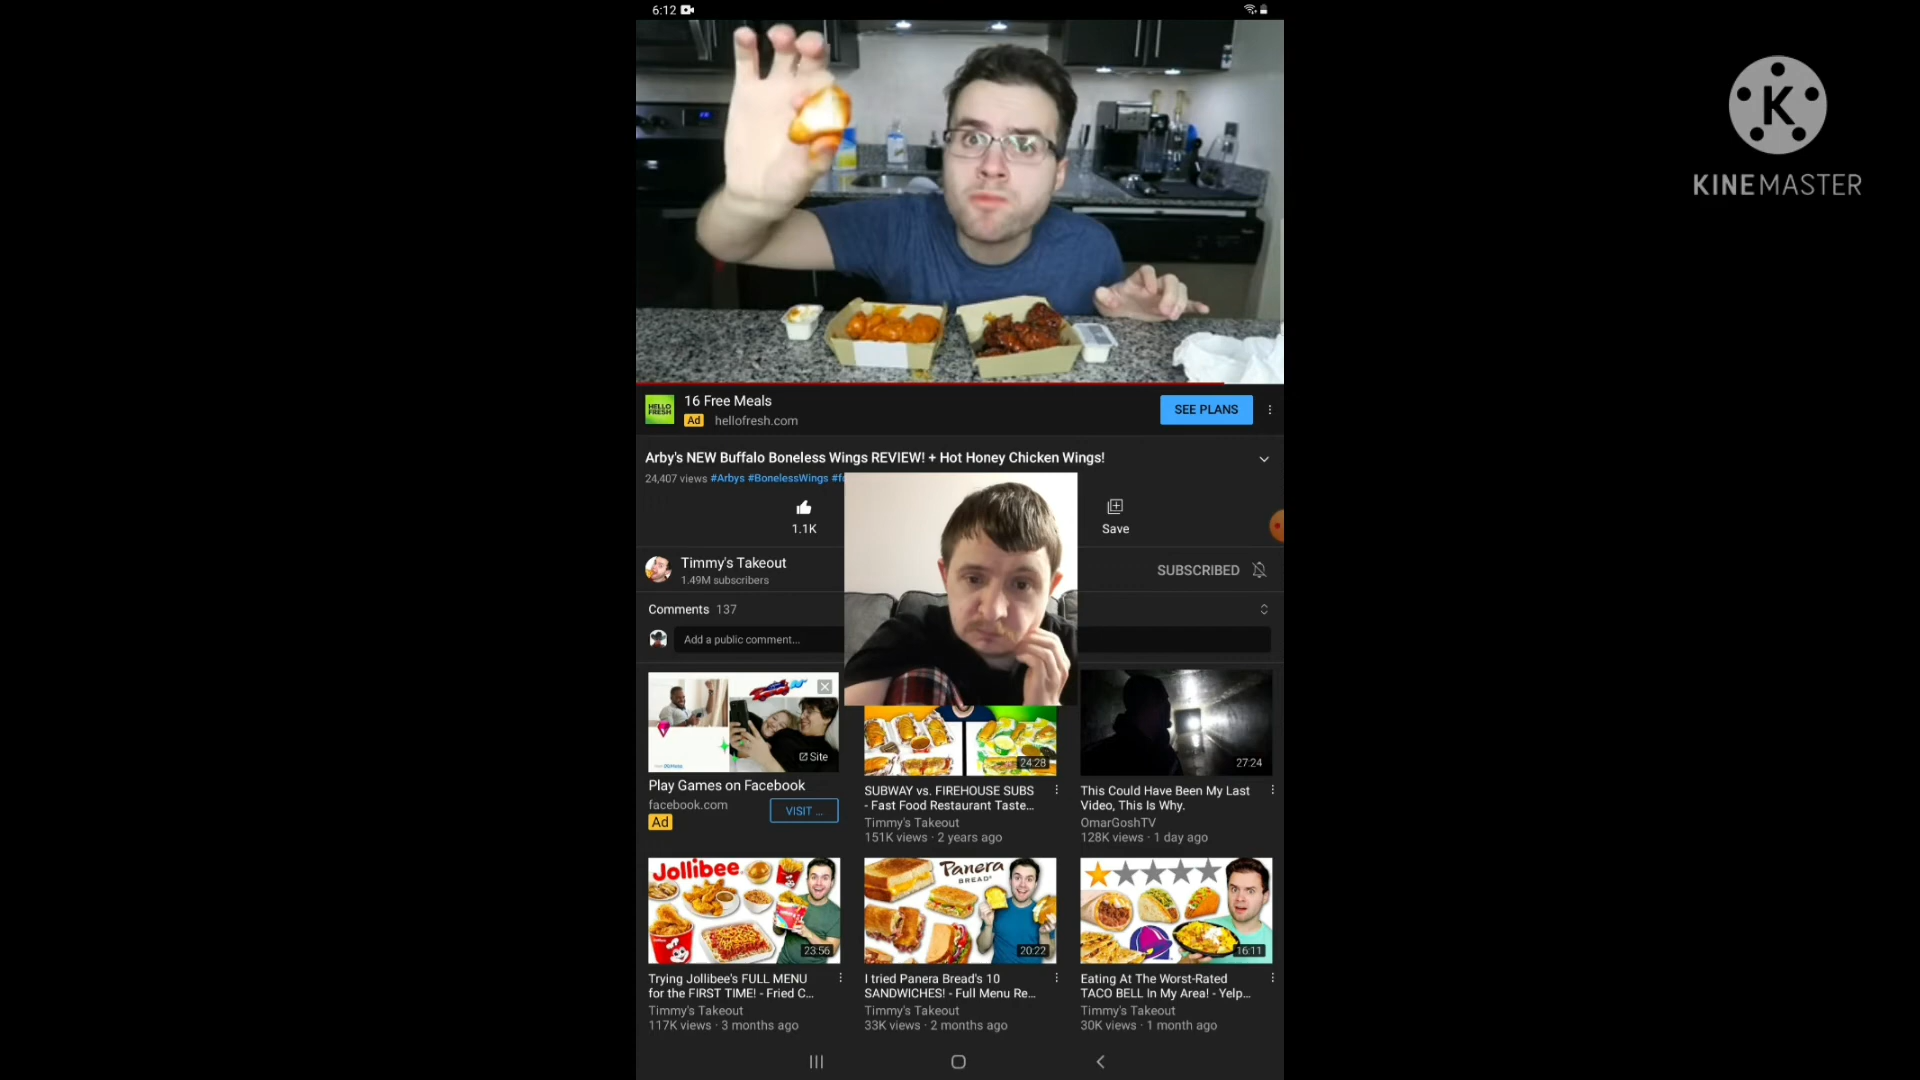 6:12
KINEMASTER
K
HELLO
FRESH
16 Free Meals
Ad hellofresh.com
SEE PLANS
Arby's NEW Buffalo Boneless Wings REVIEW! + Hot Honey Chicken Wings!
24,407 views #Arbys #BonelessWings
1.1K
Save
Timmy's Takeout
1.49M subscribers
SUBSCRIBED
Comments 137
Add a public comment...
Site
24:28
27:24
Play Games on Facebook
facebook.com
Ad
VISIT ...
SUBWAY vs. FIREHOUSE SUBS
- Fast Food Restaurant Taste...
Timmy's Takeout
151K views · 2 years ago
This Could Have Been My Last
Video, This Is Why.
OmarGoshTV
128K views · 1 day ago
Jollibee
23:56
Panera
BREAD
20:22
16:11
Trying Jollibee's FULL MENU
for the FIRST TIME! - Fried C...
Timmy's Takeout
117K views · 3 months ago
I tried Panera Bread's 10
SANDWICHES! - Full Menu Re...
Timmy's Takeout
33K views · 2 months ago
Eating At The Worst-Rated
TACO BELL In My Area! - Yelp...
Timmy's Takeout
30K views · 1 month ago